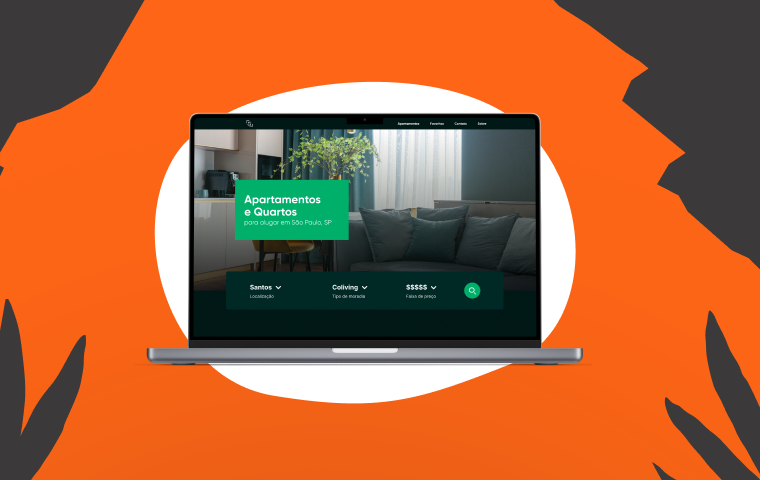 Apartamentos Favoritos Contato Sobre
Apartamentos
e Quartos
para alugar em São Paulo, SP
Santos Coliving $$$$$
Localização Tipo de moradia Faixa de preço